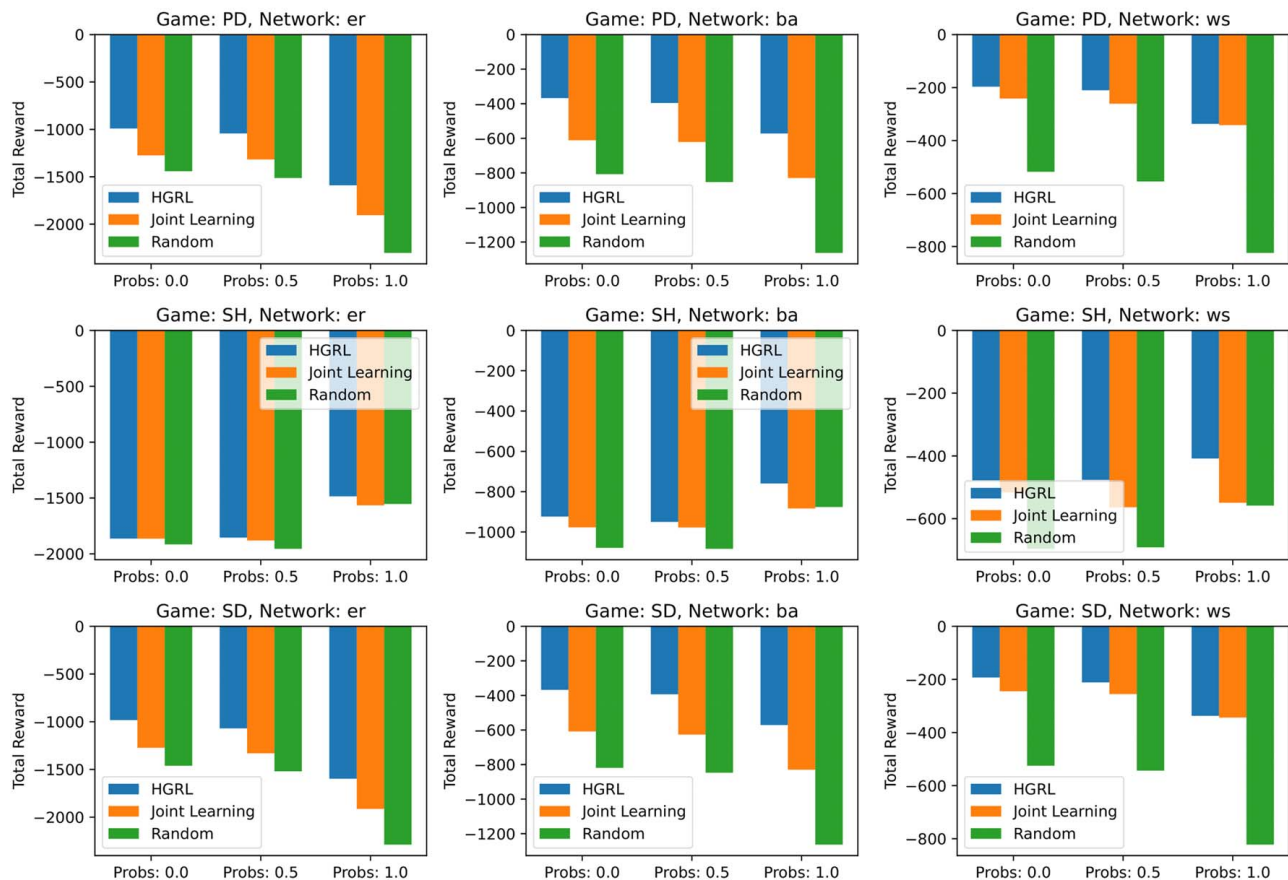 Game: PD, Network: er
Total Reward
0
−500
−1000
−1500
−2000
HGRL
Joint Learning
Random
Probs: 0.0
Probs: 0.5
Probs: 1.0
Game: PD, Network: ba
Total Reward
0
−200
−400
−600
−800
−1000
−1200
HGRL
Joint Learning
Random
Probs: 0.0
Probs: 0.5
Probs: 1.0
Game: PD, Network: ws
Total Reward
0
−200
−400
−600
−800
HGRL
Joint Learning
Random
Probs: 0.0
Probs: 0.5
Probs: 1.0
Game: SH, Network: er
Total Reward
0
−500
−1000
−1500
−2000
HGRL
Joint Learning
Random
Probs: 0.0
Probs: 0.5
Probs: 1.0
Game: SH, Network: ba
Total Reward
0
−200
−400
−600
−800
−1000
HGRL
Joint Learning
Random
Probs: 0.0
Probs: 0.5
Probs: 1.0
Game: SH, Network: ws
Total Reward
0
−200
−400
−600
HGRL
Joint Learning
Random
Probs: 0.0
Probs: 0.5
Probs: 1.0
Game: SD, Network: er
Total Reward
0
−500
−1000
−1500
−2000
HGRL
Joint Learning
Random
Probs: 0.0
Probs: 0.5
Probs: 1.0
Game: SD, Network: ba
Total Reward
0
−200
−400
−600
−800
−1000
−1200
HGRL
Joint Learning
Random
Probs: 0.0
Probs: 0.5
Probs: 1.0
Game: SD, Network: ws
Total Reward
0
−200
−400
−600
−800
HGRL
Joint Learning
Random
Probs: 0.0
Probs: 0.5
Probs: 1.0